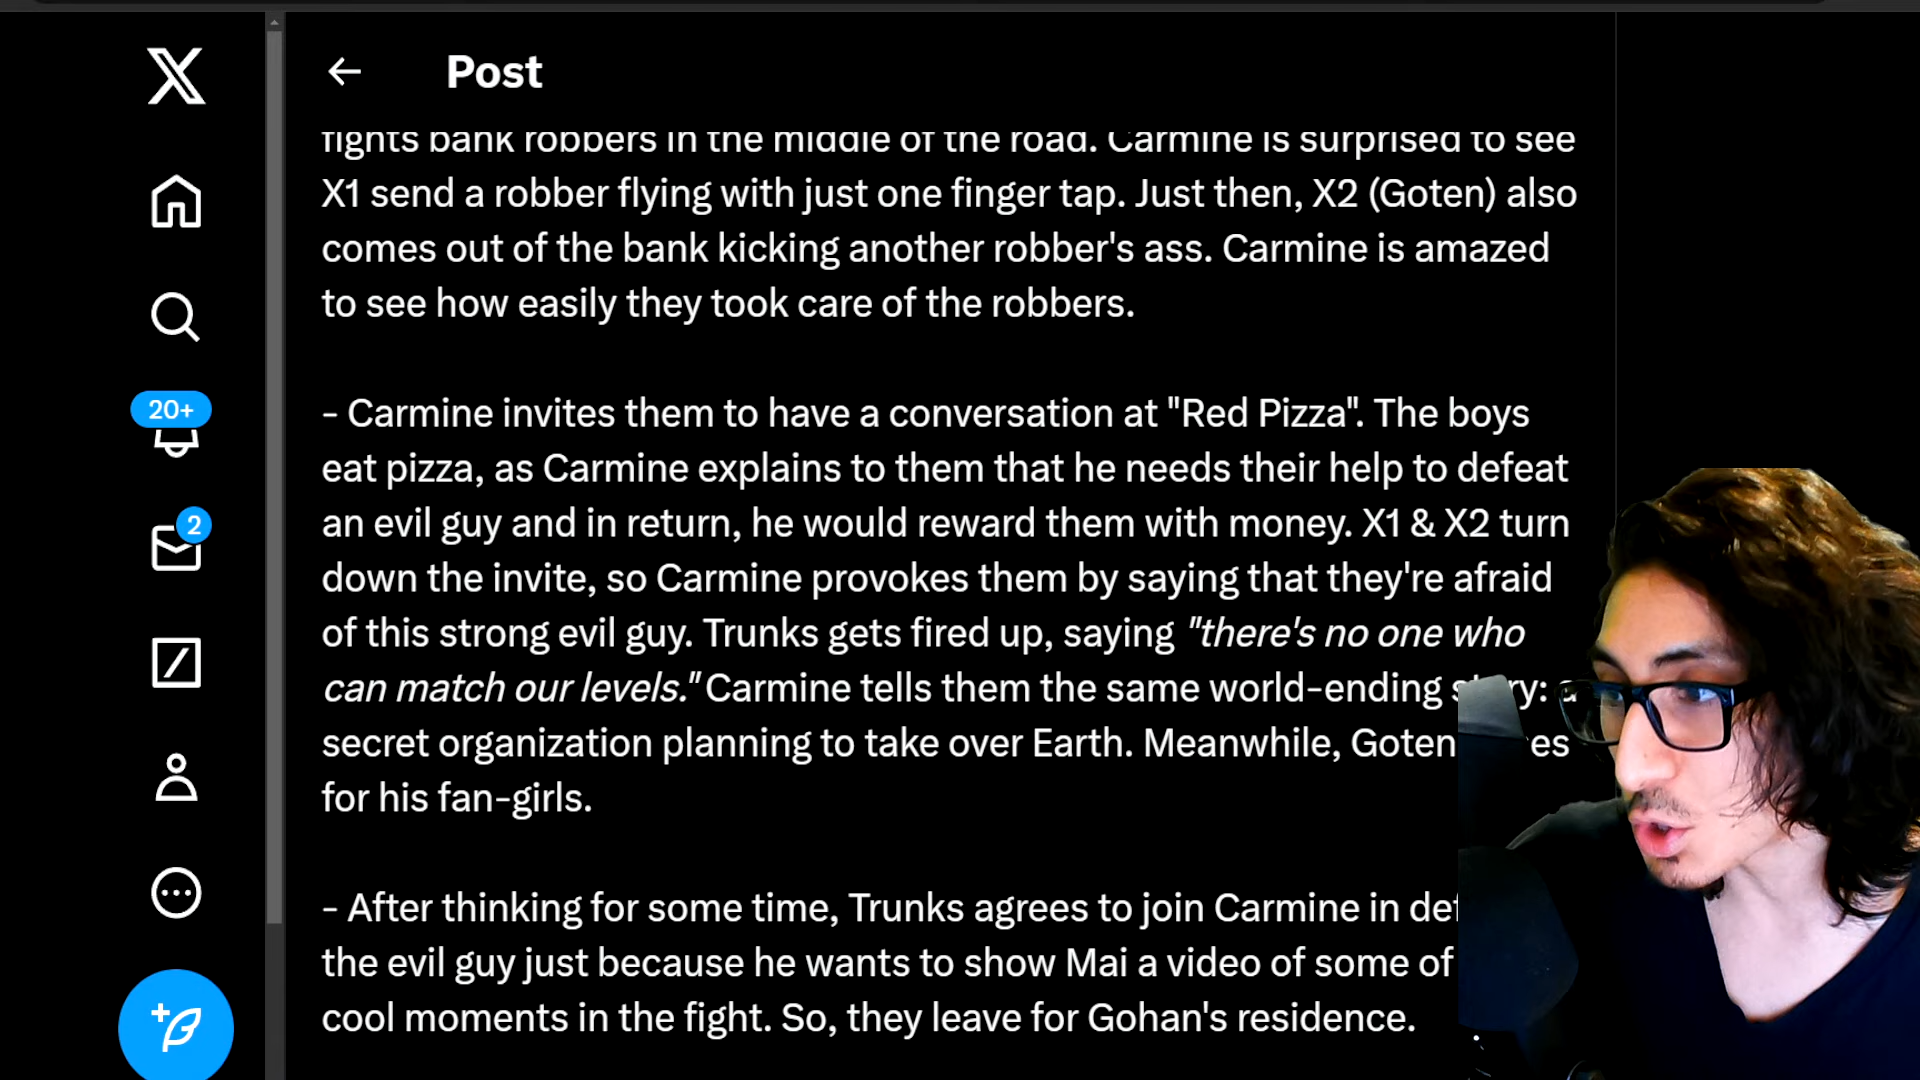 Post
fights bank robbers in the middle of the road. Carmine is surprised to see
X1 send a robber flying with just one finger tap. Just then, X2 (Goten) also
comes out of the bank kicking another robber's ass. Carmine is amazed
to see how easily they took care of the robbers.
- Carmine invites them to have a conversation at "Red Pizza". The boys
eat pizza, as Carmine explains to them that he needs their help to defeat
an evil guy and in return, he would reward them with money. X1 & X2 turn
down the invite, so Carmine provokes them by saying that they're afraid
of this strong evil guy. Trunks gets fired up, saying "there's no one who
can match our levels." Carmine tells them the same world-ending
secret organization planning to take over Earth. Meanwhile, Goten
for his fan-girls.
- After thinking for some time, Trunks agrees to join Carmine in
the evil guy just because he wants to show Mai a video of some of
cool moments in the fight. So, they leave for Gohan's residence.
20+
2